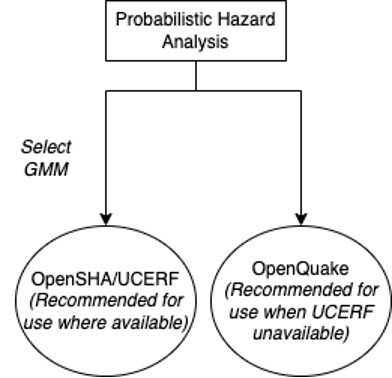 Probabilistic Hazard
Analysis
Select
GMM
OpenSHA/UCERF
(Recommended for
use where available)
OpenQuake
(Recommended for
use when UCERF
unavailable)